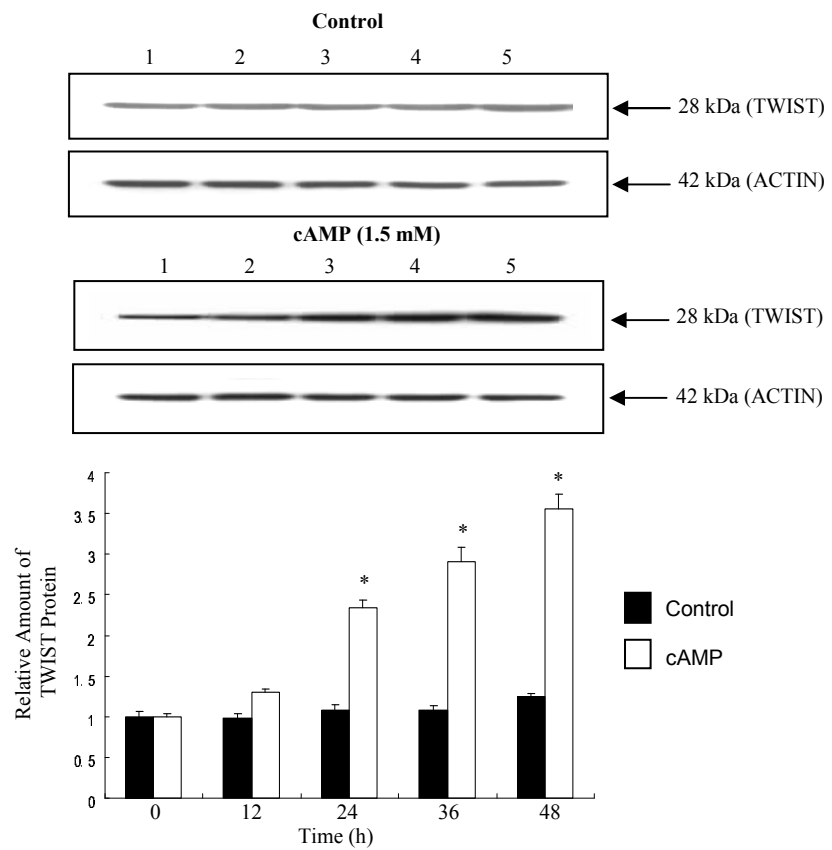 Control
1 2 3 4 5
28 kDa (TWIST)
42 kDa (ACTIN)
cAMP (1.5 mM)
1 2 3 4 5
28 kDa (TWIST)
42 kDa (ACTIN)
Relative Amount of
TWIST Protein
4
3.5
3
2.5
2
1.5
1
0.5
0
* * *
0 12 24 36 48
Time (h)
Control
cAMP